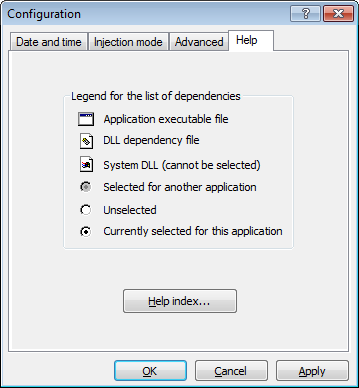 Configuration
Date and time Injection mode Advanced Help
Legend for the list of dependencies
Application executable file
DLL dependency file
System DLL (cannot be selected)
Selected for another application
Unselected
Currently selected for this application
Help index...
OK Cancel Apply